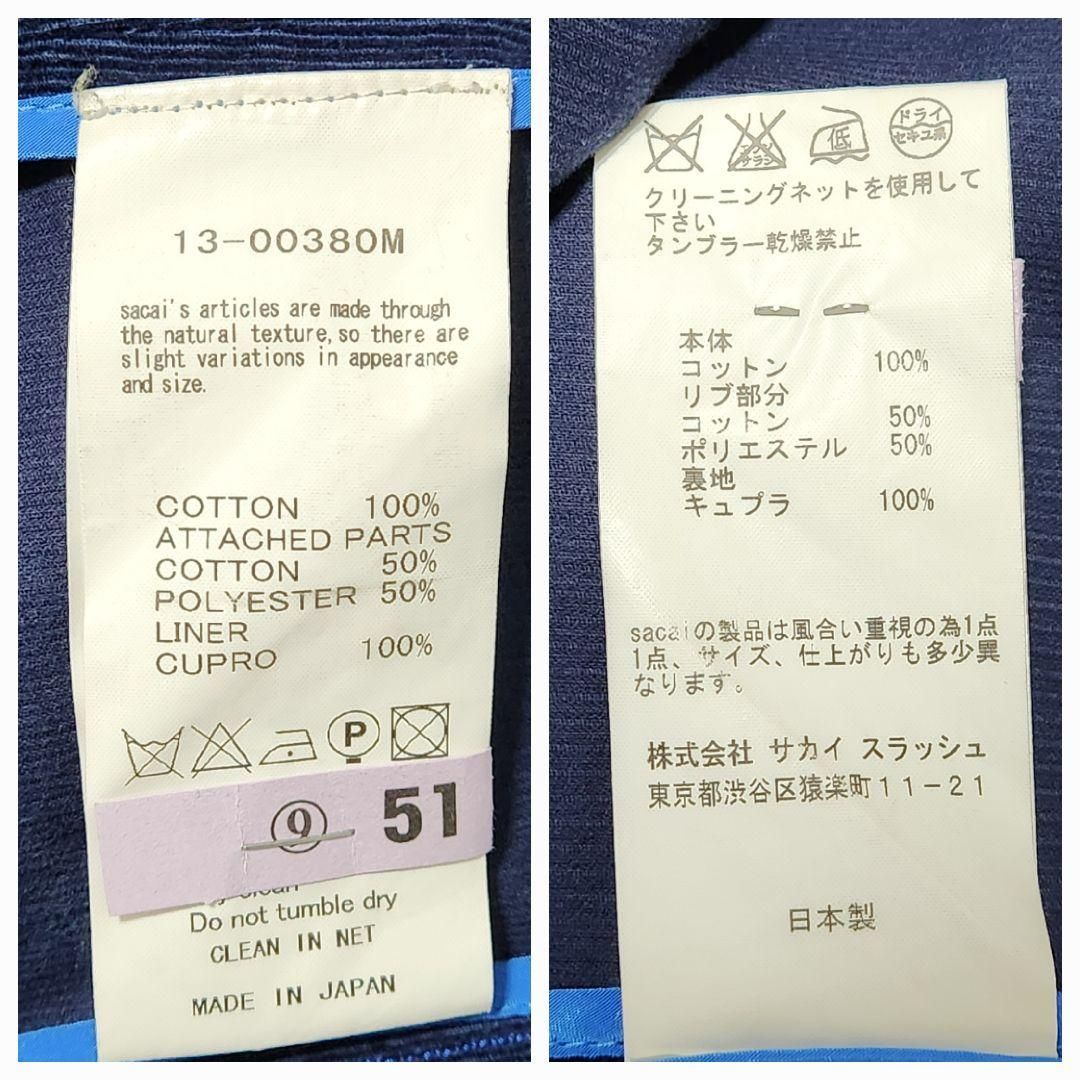 13-00380M
sacai's articles are made through
the natural texture, so there are
slight variations in appearance
and size.
COTTON 100%
ATTACHED PARTS
COTTON 50%
POLYESTER 50%
LINER
CUPRO 100%
P
⑨ 51
clean
Do not tumble dry
CLEAN IN NET
MADE IN JAPAN
エンソ
サラシ
低
ドライ
セキユ系
クリーニングネットを使用して
下さい
タンブラー乾燥禁止
本体
コットン 100%
リブ部分
コットン 50%
ポリエステル 50%
裏地
キュプラ 100%
sacaiの製品は風合い重視の為1点
1点、サイズ、仕上がりも多少異
なります。
株式会社 サカイ スラッシュ
東京都渋谷区猿楽町11-21
日本製